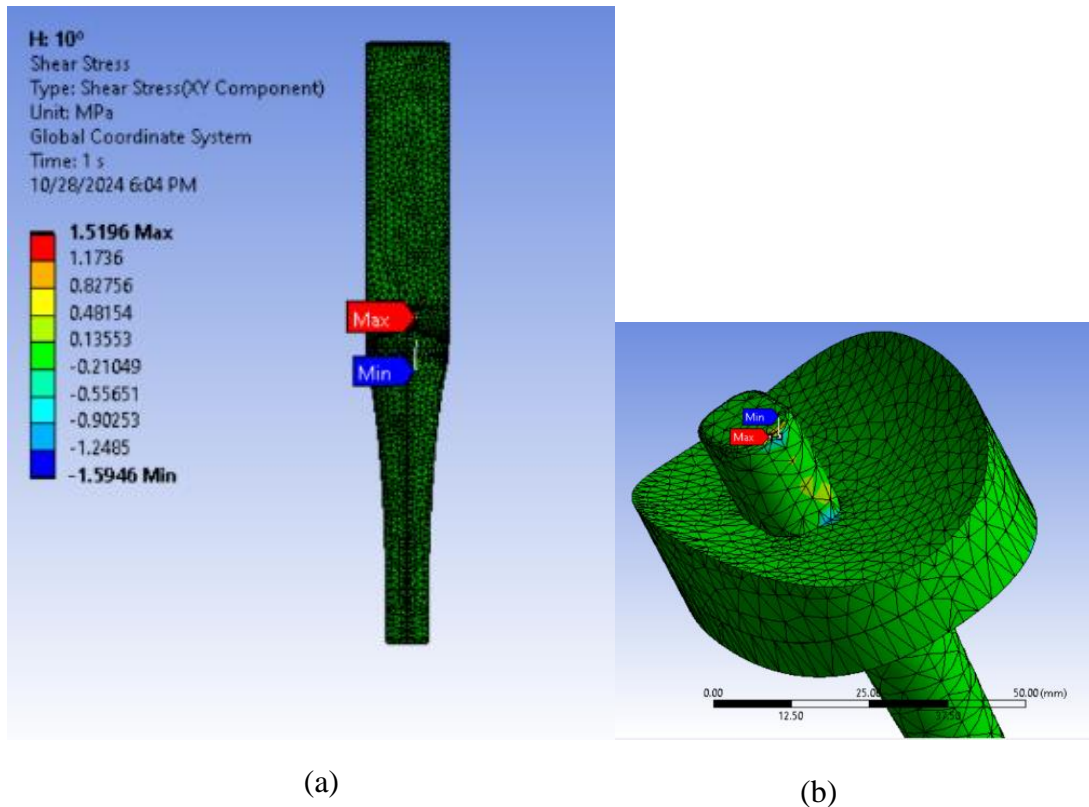 H: 10°
Shear Stress
Type: Shear Stress(XY Component)
Unit: MPa
Global Coordinate System
Time: 1 s
10/28/2024 6:04 PM
1.5196 Max
1.1736
0.82756
0.48154
0.13553
-0.21049
-0.55651
-0.90253
-1.2485
-1.5946 Min
Max
Min
Min
Max
0.00 25.00 50.00 (mm)
12.50 37.50
(a)
(b)